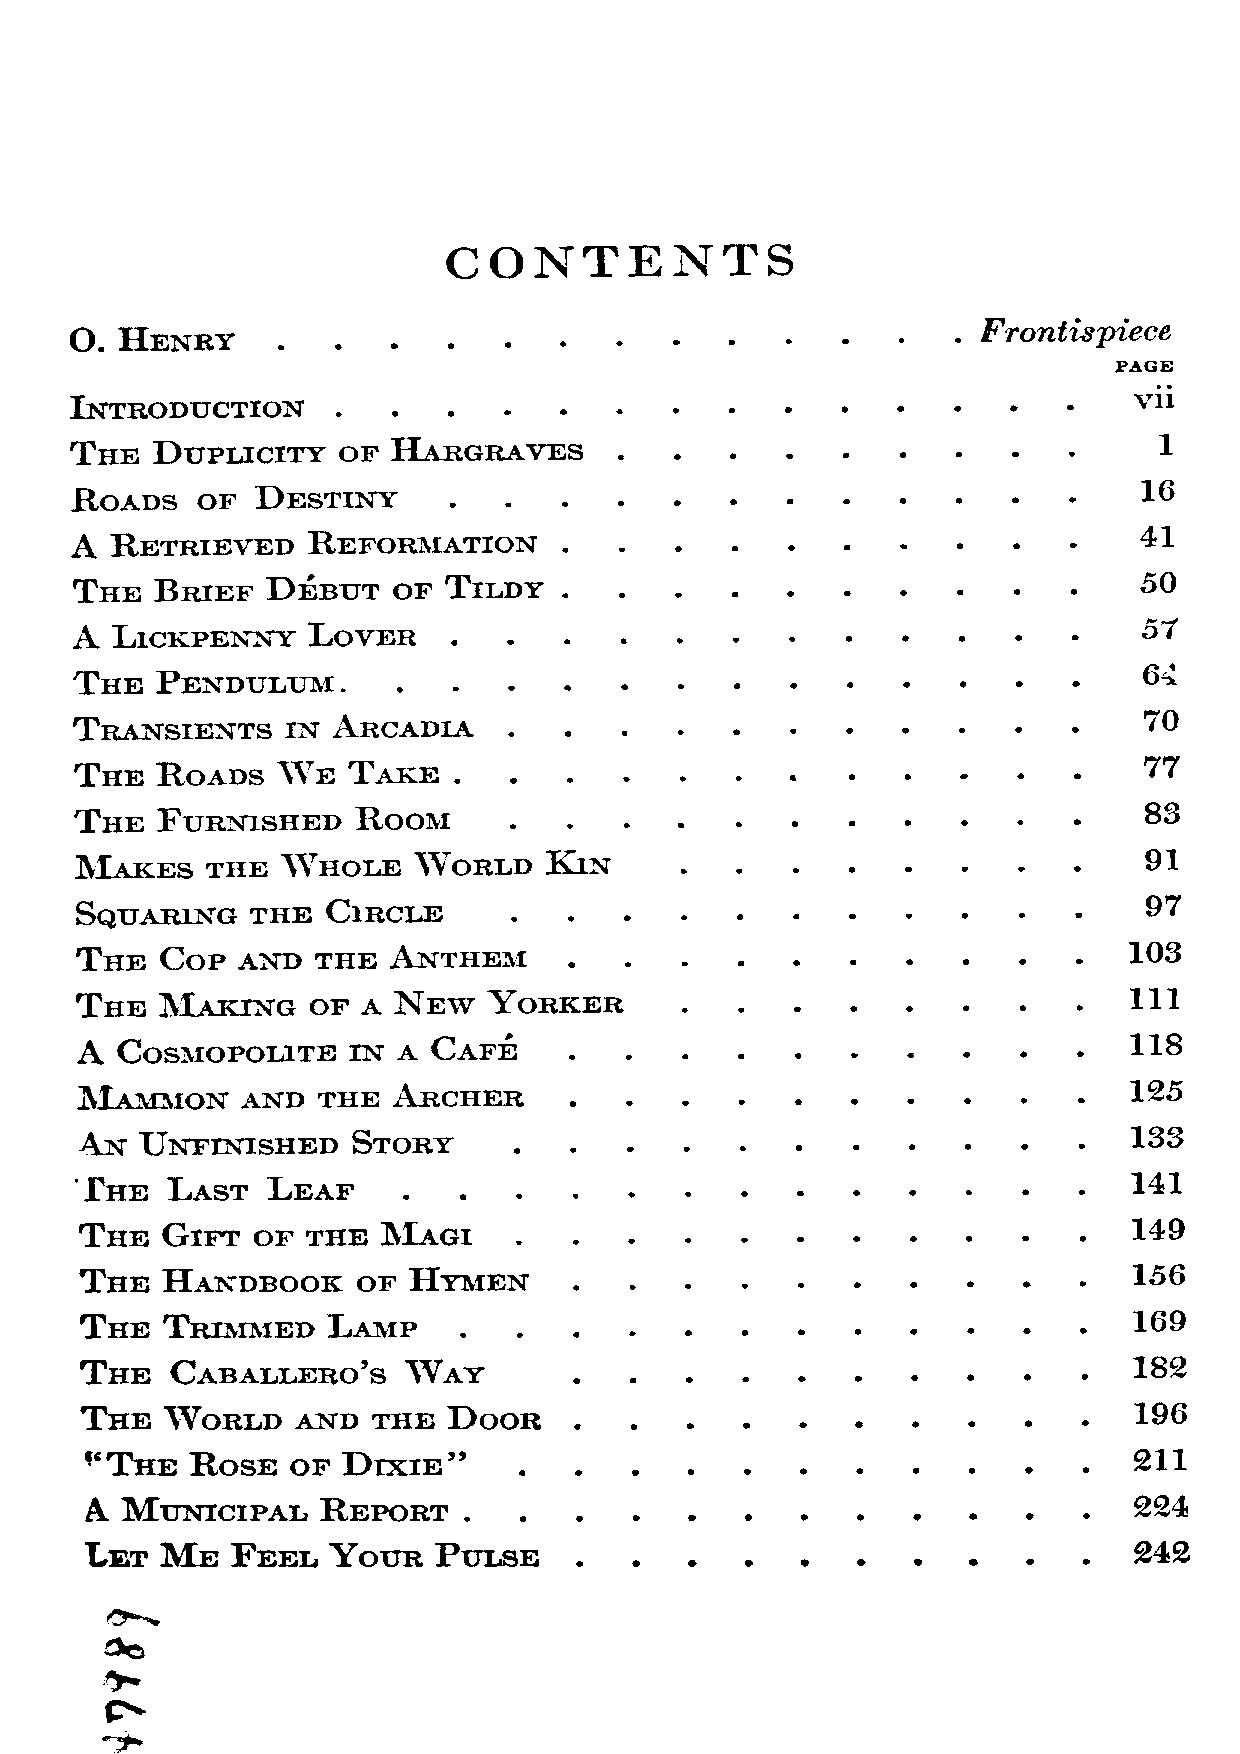 CONTENTS
O. HENRY . . . . . . . . . . . . . Frontispiece
PAGE
INTRODUCTION . . . . . . . . . . . . . . vii
THE DUPLICITY OF HARGRAVES . . . . . . . . . 1
ROADS OF DESTINY . . . . . . . . . . . . 16
A RETRIEVED REFORMATION . . . . . . . . . . 41
THE BRIEF DÉBUT OF TILDY . . . . . . . . . . 50
A LICKPENNY LOVER . . . . . . . . . . . . 57
THE PENDULUM . . . . . . . . . . . . . . 64
TRANSIENTS IN ARCADIA . . . . . . . . . . . 70
THE ROADS WE TAKE . . . . . . . . . . . . 77
THE FURNISHED ROOM . . . . . . . . . . . 83
MAKES THE WHOLE WORLD KIN . . . . . . . . 91
SQUARING THE CIRCLE . . . . . . . . . . . 97
THE COP AND THE ANTHEM . . . . . . . . . . 103
THE MAKING OF A NEW YORKER . . . . . . . . 111
A COSMOPOLITE IN A CAFÉ . . . . . . . . . . 118
MAMMON AND THE ARCHER . . . . . . . . . . 125
AN UNFINISHED STORY . . . . . . . . . . . 133
THE LAST LEAF . . . . . . . . . . . . . 141
THE GIFT OF THE MAGI . . . . . . . . . . . 149
THE HANDBOOK OF HYMEN . . . . . . . . . . 156
THE TRIMMED LAMP . . . . . . . . . . . . 169
THE CABALLERO'S WAY . . . . . . . . . . 182
THE WORLD AND THE DOOR . . . . . . . . . . 196
"THE ROSE OF DIXIE" . . . . . . . . . . . 211
A MUNICIPAL REPORT . . . . . . . . . . . . 224
LET ME FEEL YOUR PULSE . . . . . . . . . . 242